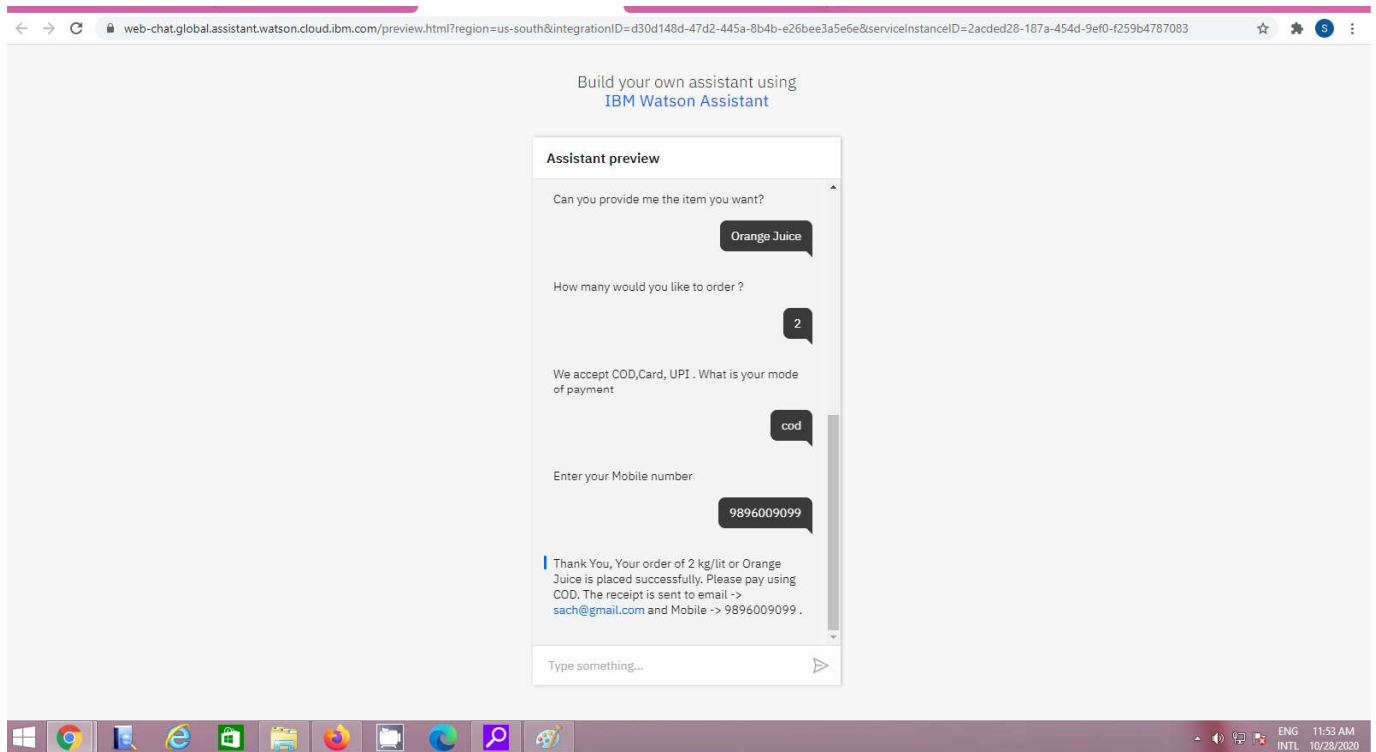 web-chat.global.assistant.watson.cloud.ibm.com/preview.html?region=us-south&integrationID=d30d148d-47d2-445a-8b4b-e26bee3a5e6e&serviceInstanceID=2acded28-187a-454d-9ef0-f259b4787083
S
Build your own assistant using
IBM Watson Assistant
Assistant preview
Can you provide me the item you want?
Orange Juice
How many would you like to order ?
2
We accept COD,Card, UPI . What is your mode
of payment
cod
Enter your Mobile number
9896009099
Thank You, Your order of 2 kg/lit or Orange
Juice is placed successfully. Please pay using
COD. The receipt is sent to email ->
sach@gmail.com and Mobile -> 9896009099 .
Type something...
ENG 11:53 AM
INTL 10/28/2020